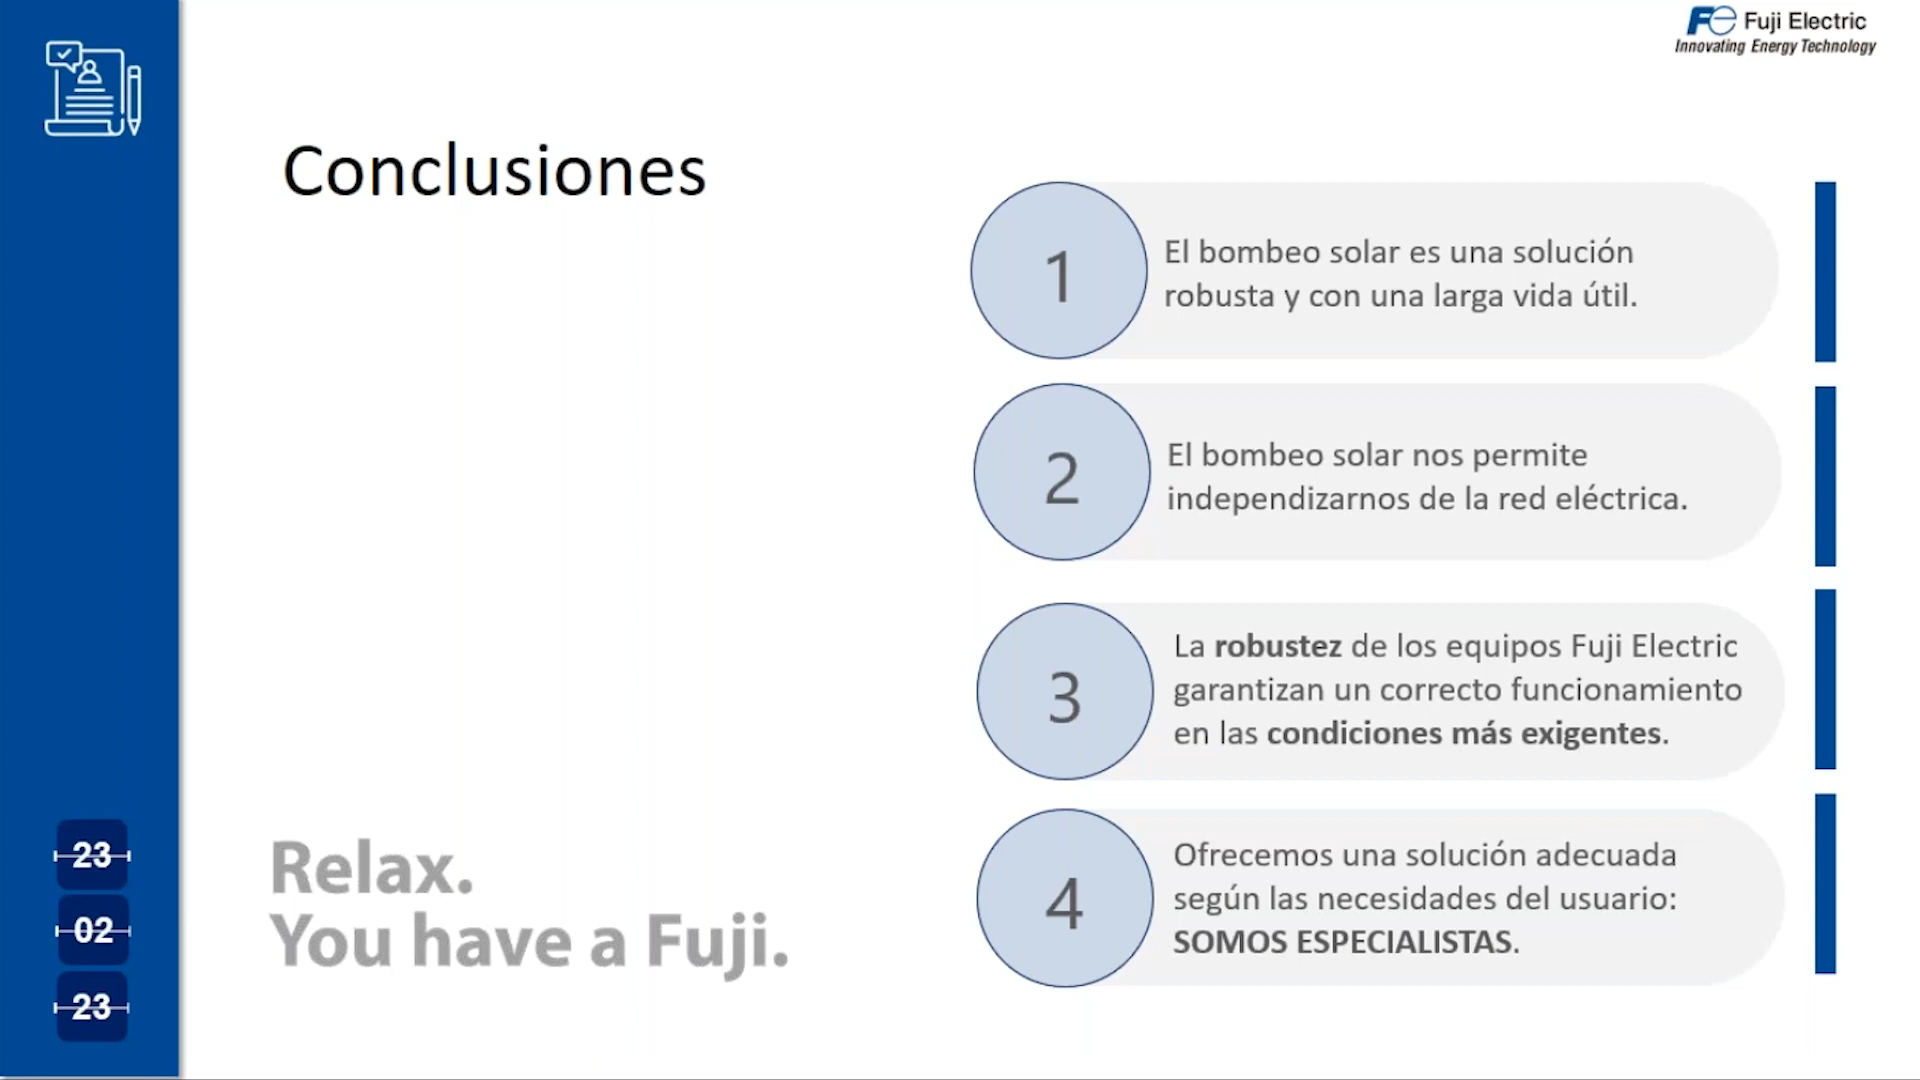 Fuji Electric
Innovating Energy Technology
Conclusiones
1
El bombeo solar es una solución
robusta y con una larga vida útil.
2
El bombeo solar nos permite
independizarnos de la red eléctrica.
3
La robustez de los equipos Fuji Electric
garantizan un correcto funcionamiento
en las condiciones más exigentes.
4
Ofrecemos una solución adecuada
según las necesidades del usuario:
SOMOS ESPECIALISTAS.
Relax.
You have a Fuji.
23
02
23